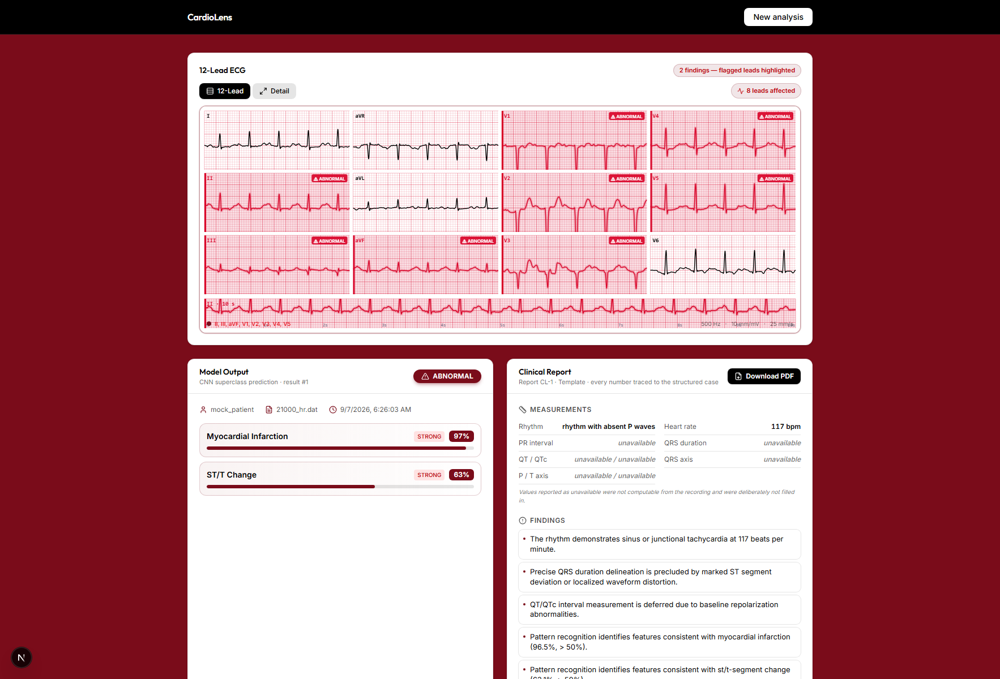 CardioLens
New analysis
12-Lead ECG
2 findings — flagged leads highlighted
12-Lead
Detail
8 leads affected
I
aVR
V1
ABNORMAL
V4
ABNORMAL
II
ABNORMAL
aVL
V2
ABNORMAL
V5
ABNORMAL
III
ABNORMAL
aVF
ABNORMAL
V3
ABNORMAL
V6
II · 10 s
II, III, aVF, V1, V2, V3, V4, V5
2s
3s
4s
5s
6s
7s
8s
500 Hz · 10 mm/mV · 25 mm/s
Model Output
CNN superclass prediction · result #1
ABNORMAL
mock_patient
21000_hr.dat
9/7/2026, 6:26:03 AM
Myocardial Infarction
STRONG
97%
ST/T Change
STRONG
63%
Clinical Report
Report CL-1 · Template · every number traced to the structured case
Download PDF
MEASUREMENTS
Rhythm rhythm with absent P waves
Heart rate 117 bpm
PR interval unavailable
QRS duration unavailable
QT / QTc unavailable / unavailable
QRS axis unavailable
P / T axis unavailable / unavailable
Values reported as unavailable were not computable from the recording and were deliberately not filled
in.
FINDINGS
• The rhythm demonstrates sinus or junctional tachycardia at 117 beats per
minute.
• Precise QRS duration delineation is precluded by marked ST segment
deviation or localized waveform distortion.
• QT/QTc interval measurement is deferred due to baseline repolarization
abnormalities.
• Pattern recognition identifies features consistent with myocardial infarction
(96.5%, > 50%).
• Pattern recognition identifies features consistent with st/t-segment change
N